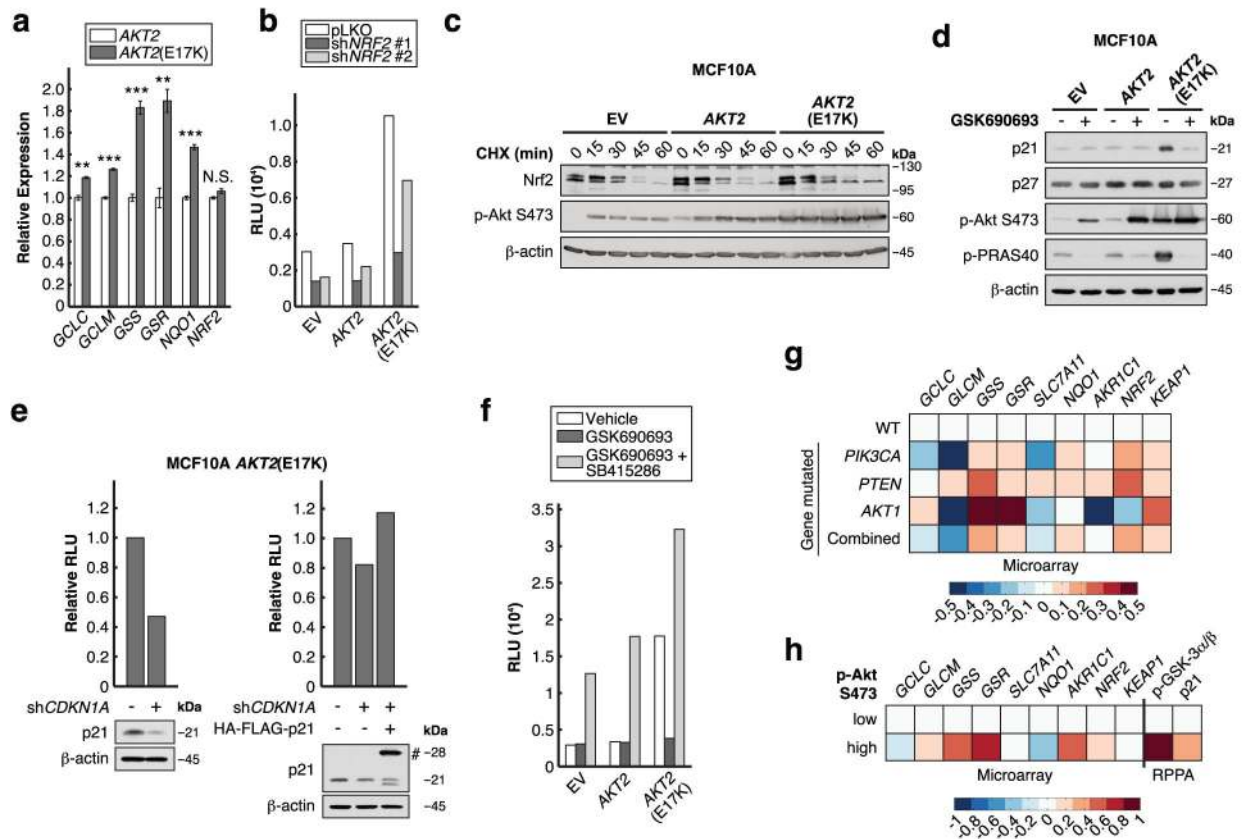 a
AKT2
AKT2(E17K)
Relative Expression
2.0
1.8
1.6
1.4
1.2
1.0
0.8
0.6
0.4
0.2
0
**
***
***
**
***
N.S.
GCLC
GCLM
GSS
GSR
NQO1
NRF2
b
pLKO
shNRF2 #1
shNRF2 #2
RLU (10⁴)
1.0
0.8
0.6
0.4
0.2
0
EV
AKT2
AKT2
(E17K)
c
MCF10A
EV
AKT2
AKT2
(E17K)
CHX (min)
0 15 30 45 60 0 15 30 45 60 0 15 30 45 60
kDa
Nrf2
-130
-95
p-Akt S473
-60
β-actin
-45
d
MCF10A
EV
AKT2
AKT2
(E17K)
GSK690693
- + - + - +
kDa
p21
-21
p27
-27
p-Akt S473
-60
p-PRAS40
-40
β-actin
-45
e
MCF10A AKT2(E17K)
Relative RLU
1.2
1.0
0.8
0.6
0.4
0.2
0
shCDKN1A
- +
kDa
p21
-21
β-actin
-45
Relative RLU
1.2
1.0
0.8
0.6
0.4
0.2
0
shCDKN1A
- + +
HA-FLAG-p21
- - +
kDa
p21
#
-28
-21
β-actin
-45
f
Vehicle
GSK690693
GSK690693 +
SB415286
RLU (10⁴)
3.5
3
2.5
2
1.5
1
0.5
0
EV
AKT2
AKT2
(E17K)
g
GCLC
GLCM
GSS
GSR
SLC7A11
NQO1
AKR1C1
NRF2
KEAP1
WT
Gene mutated
PIK3CA
PTEN
AKT1
Combined
Microarray
-0.5
-0.4
-0.3
-0.2
-0.1
0
0.1
0.2
0.3
0.4
0.5
h
p-Akt
S473
GCLC
GLCM
GSS
GSR
SLC7A11
NQO1
AKR1C1
NRF2
KEAP1
p-GSK-3α/β
p21
low
high
Microarray
RPPA
-1
-0.8
-0.6
-0.4
-0.2
0
0.2
0.4
0.6
0.8
1